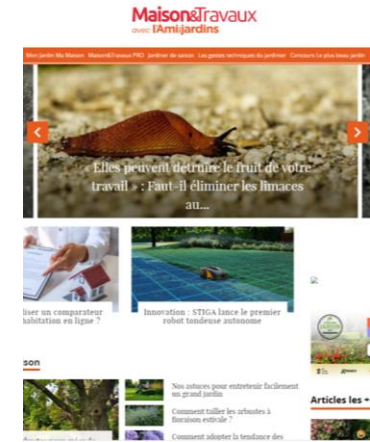 Maison&Travaux
avec l'Amidesjardins
Mon Jardin Ma Maison Maison&Travaux PRO Jardiner de saison Les gestes techniques du jardinier Concours Le plus beau jardin
« Elles peuvent détruire le fruit de votre
travail » : Faut-il éliminer les limaces
au...
liser un comparateur
habitation en ligne ?
Innovation : STIGA lance le premier
robot tondeuse autonome
son
Nos astuces pour entretenir facilement
un grand jardin
Comment tailler les arbustes à
floraison estivale ?
Comment adopter la tendance des
Articles les +